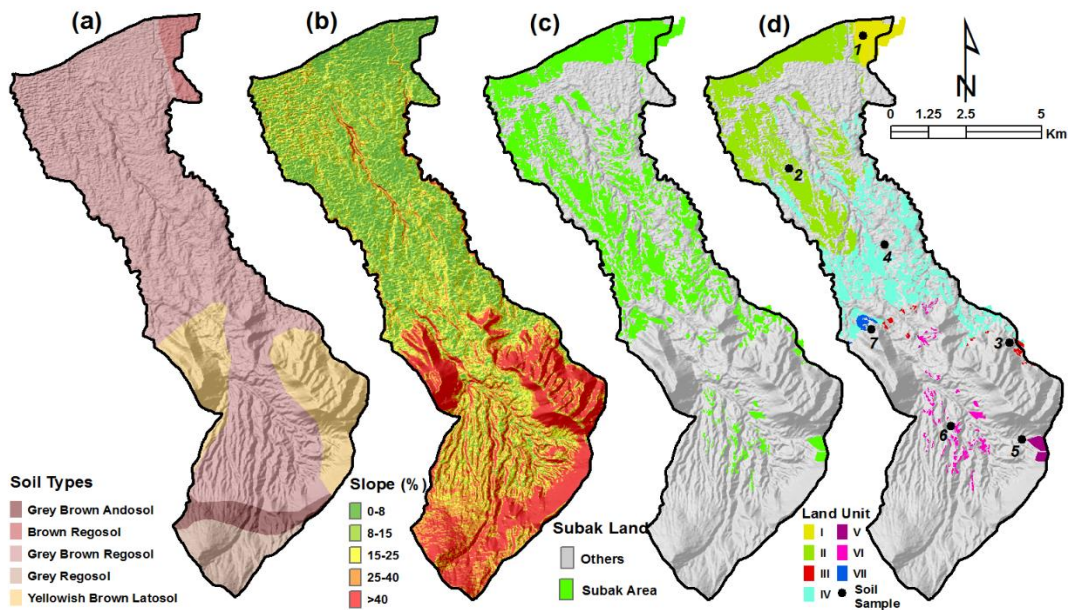 (a)
(b)
(c)
(d)
N
0 1.25 2.5 5
Km
1
2
3
4
5
6
7
Soil Types
Grey Brown Andosol
Brown Regosol
Grey Brown Regosol
Grey Regosol
Yellowish Brown Latosol
Slope (%)
0-8
8-15
15-25
25-40
>40
Subak Land
Others
Subak Area
Land Unit
I
II
III
IV
V
VI
VII
Soil
Sample